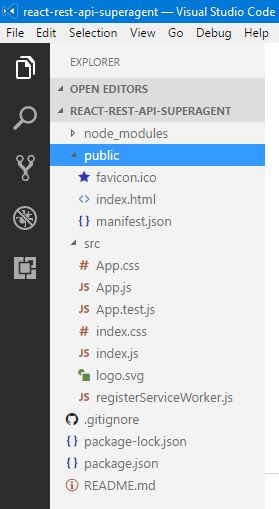 react-rest-api-superagent — Visual Studio Code
File Edit Selection View Go Debug Help
EXPLORER
OPEN EDITORS
REACT-REST-API-SUPERAGENT
node_modules
public
favicon.ico
index.html
manifest.json
src
App.css
App.js
App.test.js
index.css
index.js
logo.svg
registerServiceWorker.js
.gitignore
package-lock.json
package.json
README.md